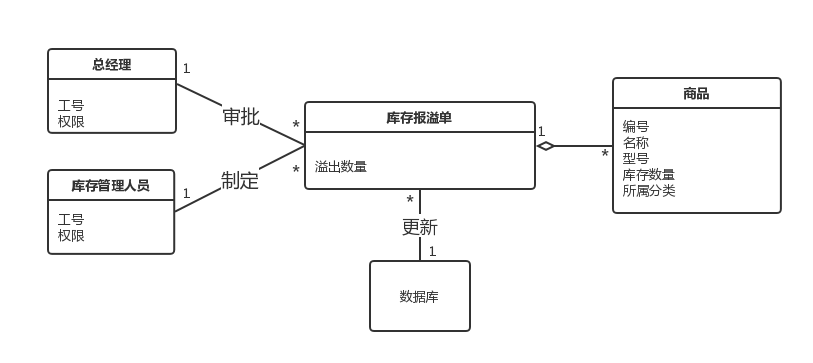 总经理
工号
权限
1
审批
*
库存管理人员
工号
权限
1
制定
*
库存报溢单
溢出数量
1
*
商品
编号
名称
型号
库存数量
所属分类
*
更新
1
数据库